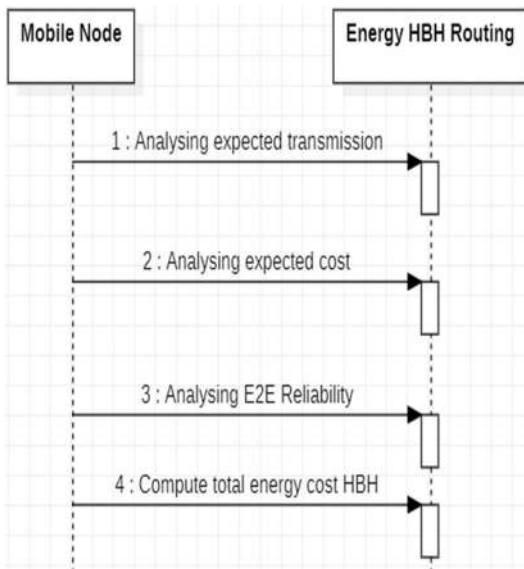 Mobile Node
Energy HBH Routing
1 : Analysing expected transmission
2 : Analysing expected cost
3 : Analysing E2E Reliability
4 : Compute total energy cost HBH